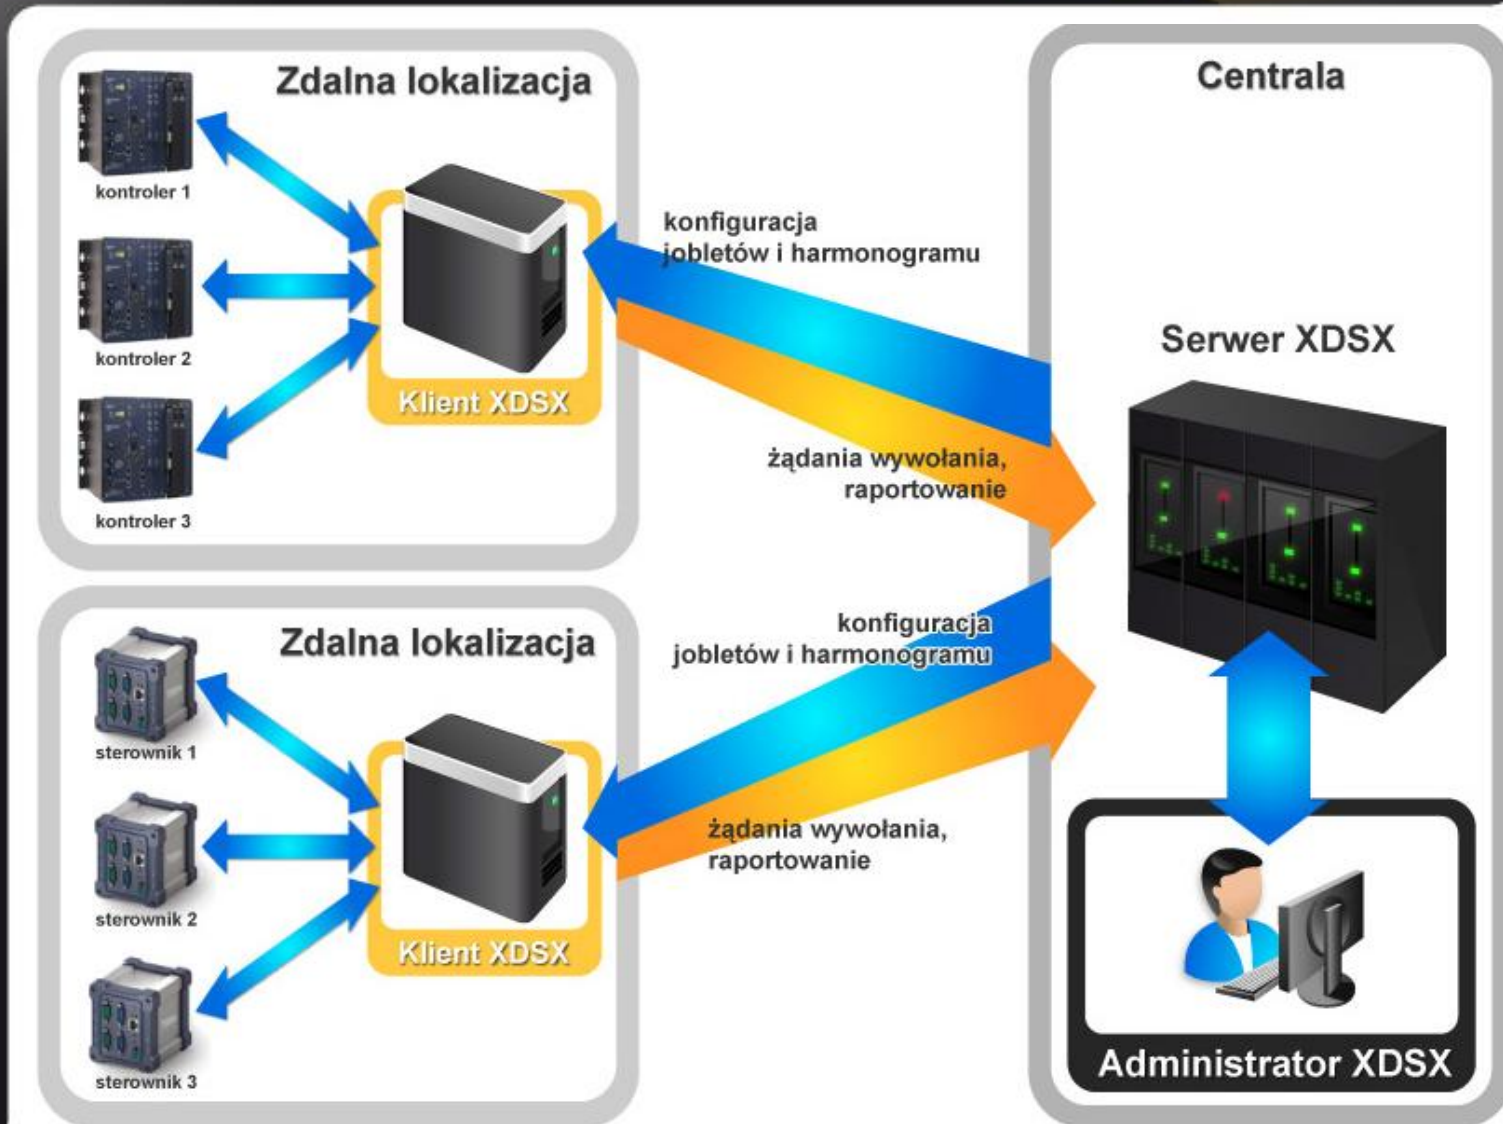 Zdalna lokalizacja
kontroler 1
kontroler 2
kontroler 3
Klient XDSX
konfiguracja
jobletów i harmonogramu
żądania wywołania,
raportowanie
Zdalna lokalizacja
sterownik 1
sterownik 2
sterownik 3
Klient XDSX
konfiguracja
jobletów i harmonogramu
żądania wywołania,
raportowanie
Centrala
Serwer XDSX
Administrator XDSX